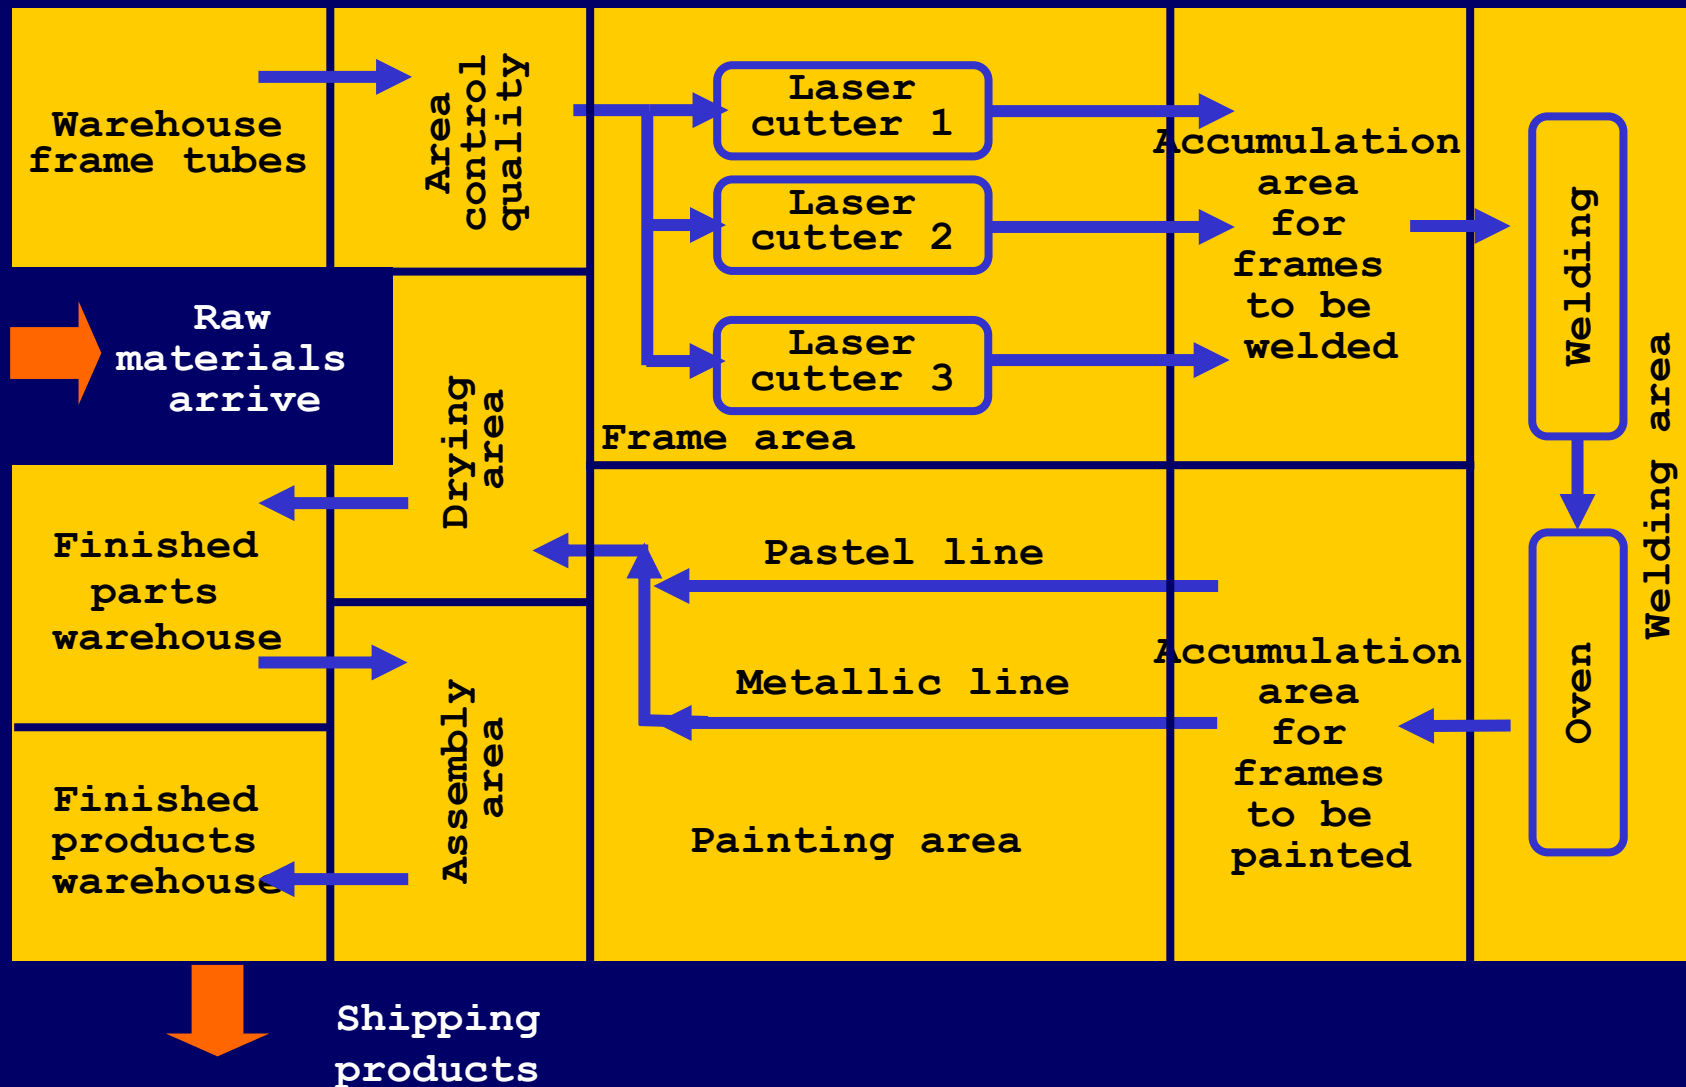 Warehouse
frame tubes
Area
control
quality
Laser
cutter 1
Laser
cutter 2
Laser
cutter 3
Frame area
Accumulation
area
for
frames
to be
welded
Welding
Welding area
Oven
Raw
materials
arrive
Drying
area
Finished
parts
warehouse
Pastel line
Metallic line
Painting area
Accumulation
area
for
frames
to be
painted
Assembly
area
Finished
products
warehouse
Shipping
products